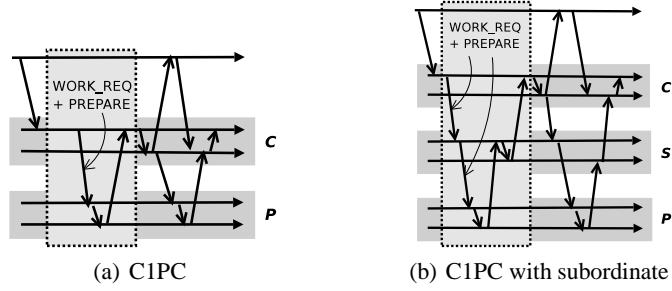 WORK_REQ
+ PREPARE
C
P
(a) C1PC
WORK_REQ
+ PREPARE
C
S
P
(b) C1PC with subordinate